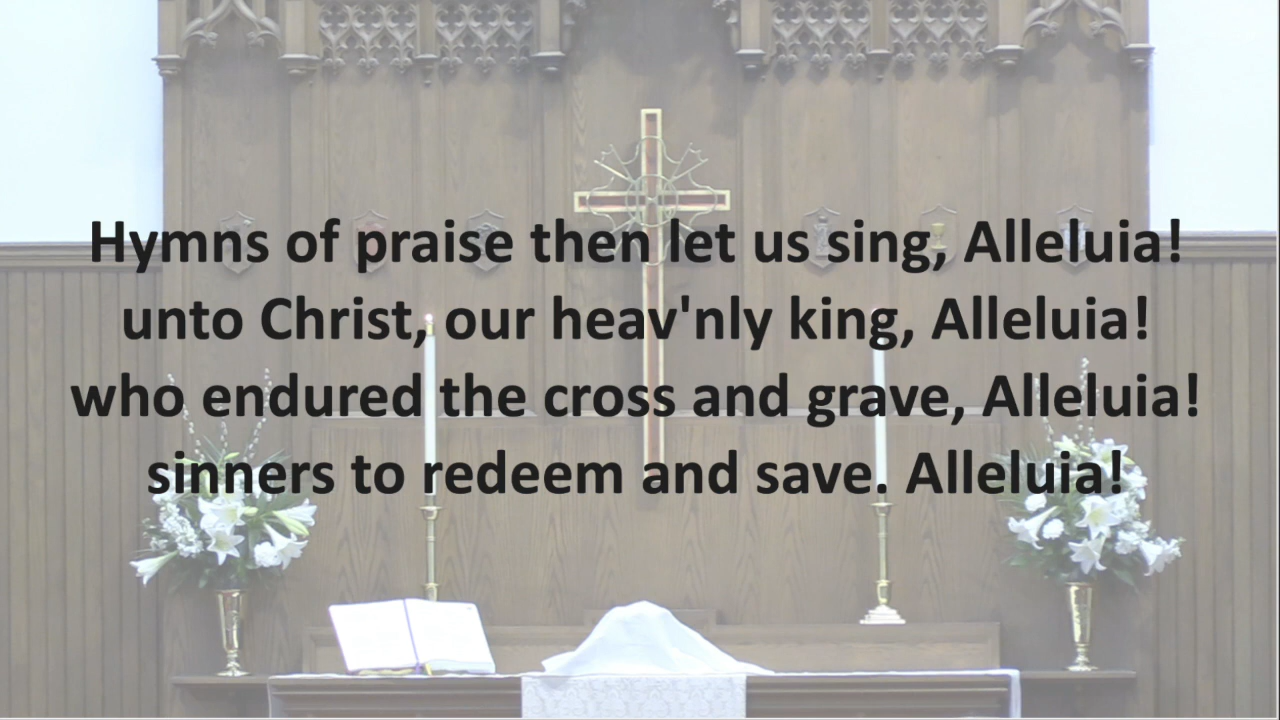 Hymns of praise then let us sing, Alleluia!
unto Christ, our heav'nly king, Alleluia!
who endured the cross and grave, Alleluia!
sinners to redeem and save. Alleluia!